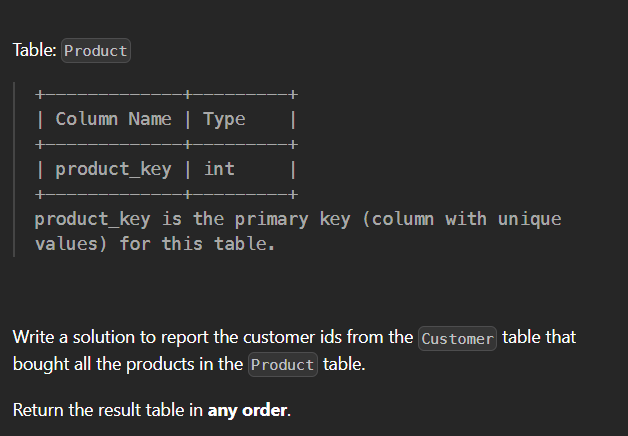 Table: Product
+-------------+---------+
| Column Name | Type    |
+-------------+---------+
| product_key | int     |
+-------------+---------+
product_key is the primary key (column with unique
values) for this table.
Write a solution to report the customer ids from the Customer table that
bought all the products in the Product table.
Return the result table in any order.